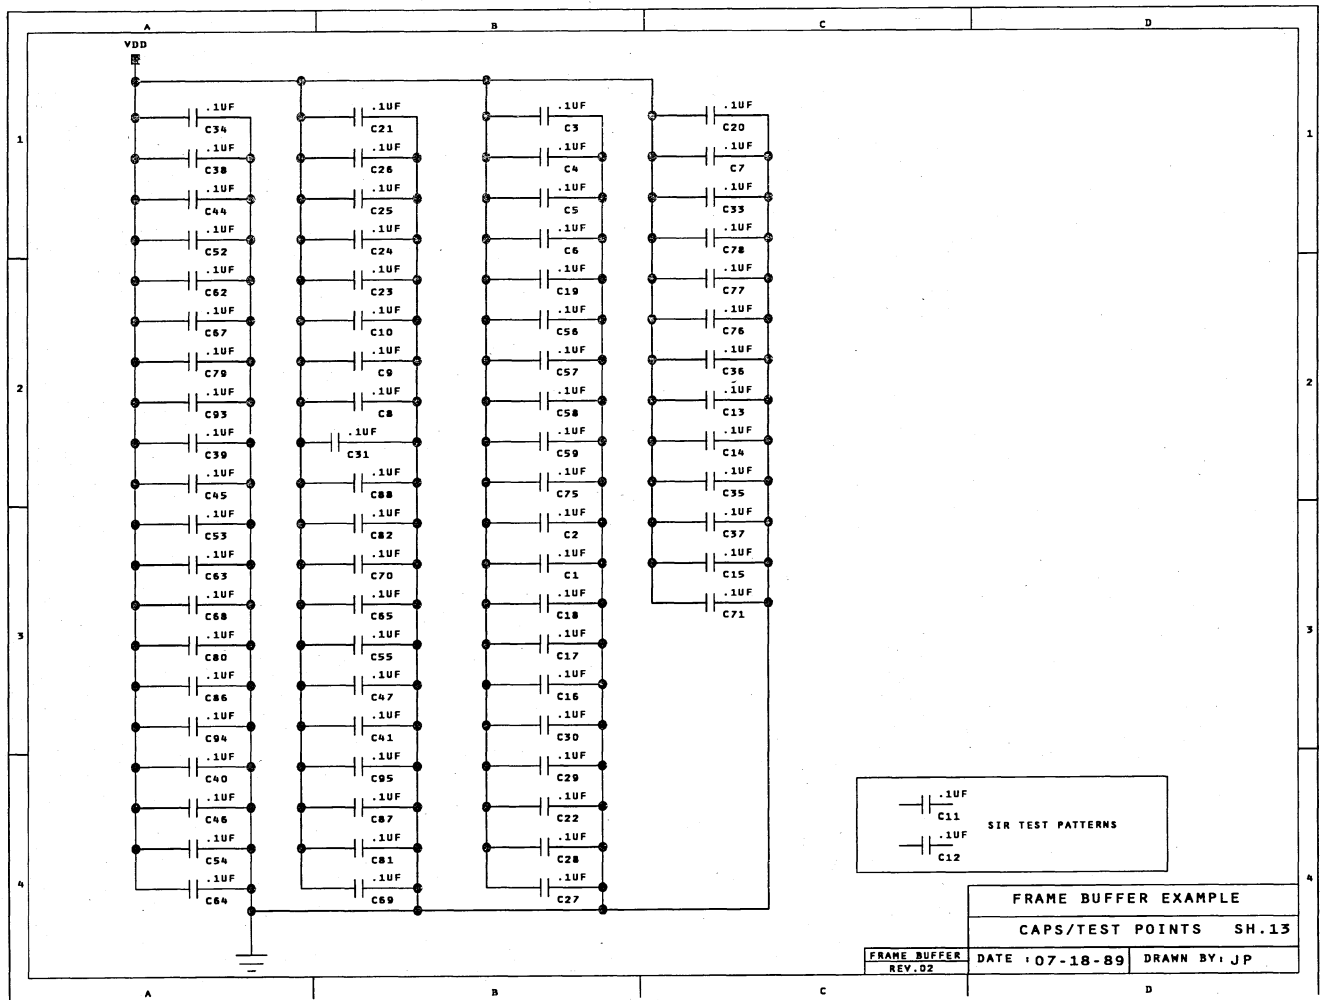 A B C D
VDD
.1UF .1UF .1UF .1UF
C34 C21 C3 C20
1 1
.1UF .1UF .1UF .1UF
C38 C26 C4 C7
.1UF .1UF .1UF .1UF
C44 C25 C5 C33
.1UF .1UF .1UF .1UF
C52 C24 C6 C78
.1UF .1UF .1UF .1UF
C62 C23 C19 C77
.1UF .1UF .1UF .1UF
C67 C10 C56 C76
.1UF .1UF .1UF .1UF
C79 C9 C57 C36
2 2
.1UF .1UF .1UF .1UF
C93 C8 C58 C13
.1UF .1UF .1UF .1UF
C39 C31 C59 C14
.1UF .1UF .1UF .1UF
C45 C88 C75 C35
.1UF .1UF .1UF .1UF
C53 C82 C2 C37
.1UF .1UF .1UF .1UF
C63 C70 C1 C15
.1UF .1UF .1UF .1UF
C68 C65 C18 C71
3 3
.1UF .1UF .1UF
C80 C55 C17
.1UF .1UF .1UF
C86 C47 C16
.1UF .1UF .1UF
C94 C41 C30
.1UF .1UF .1UF
C40 C95 C29
.1UF .1UF .1UF
C46 C87 C22
.1UF .1UF .1UF
C54 C81 C28
.1UF .1UF .1UF
C64 C69 C27
4 4
.1UF
C11
SIR TEST PATTERNS
.1UF
C12
FRAME BUFFER EXAMPLE
CAPS/TEST POINTS SH.13
FRAME BUFFER
REV.02
DATE :07-18-89 DRAWN BY: JP
A B C D